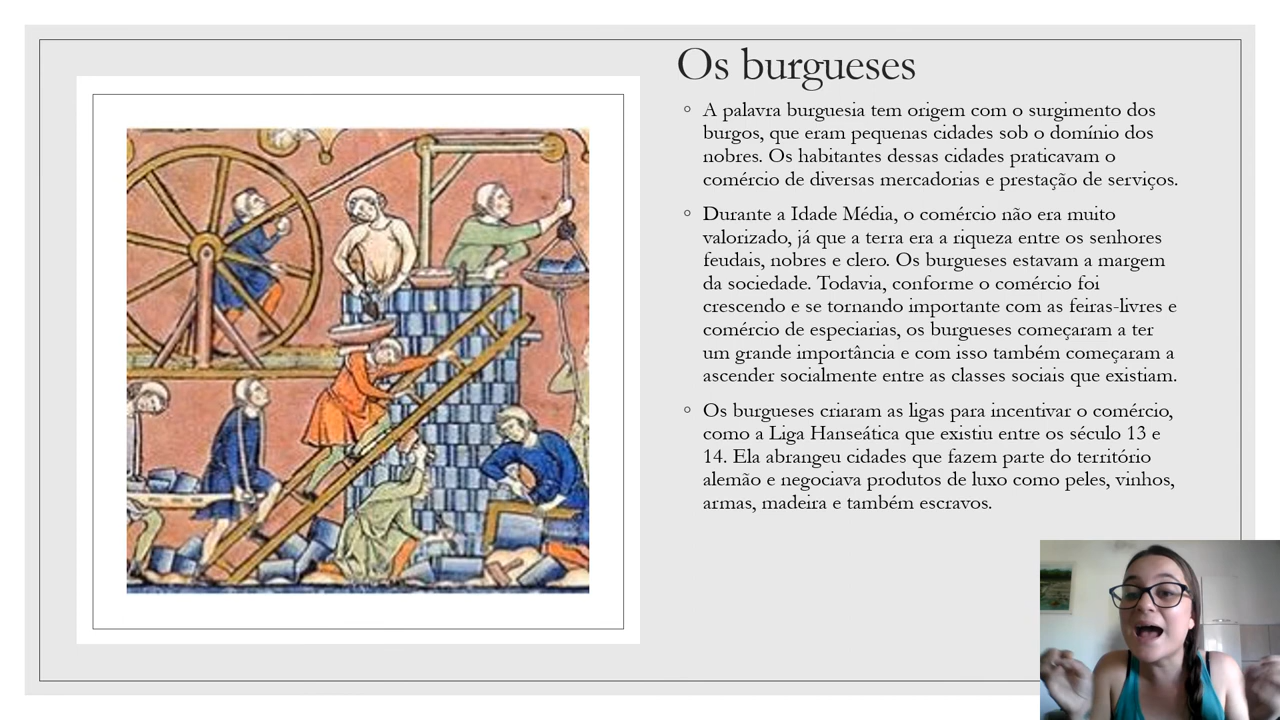 Os burgueses
A palavra burguesia tem origem com o surgimento dos
burgos, que eram pequenas cidades sob o domínio dos
nobres. Os habitantes dessas cidades praticavam o
comércio de diversas mercadorias e prestação de serviços.
Durante a Idade Média, o comércio não era muito
valorizado, já que a terra era a riqueza entre os senhores
feudais, nobres e clero. Os burgueses estavam a margem
da sociedade. Todavia, conforme o comércio foi
crescendo e se tornando importante com as feiras-livres e
comércio de especiarias, os burgueses começaram a ter
um grande importância e com isso também começaram a
ascender socialmente entre as classes sociais que existiam.
Os burgueses criaram as ligas para incentivar o comércio,
como a Liga Hanseática que existiu entre os século 13 e
14. Ela abrangeu cidades que fazem parte do território
alemão e negociava produtos de luxo como peles, vinhos,
armas, madeira e também escravos.